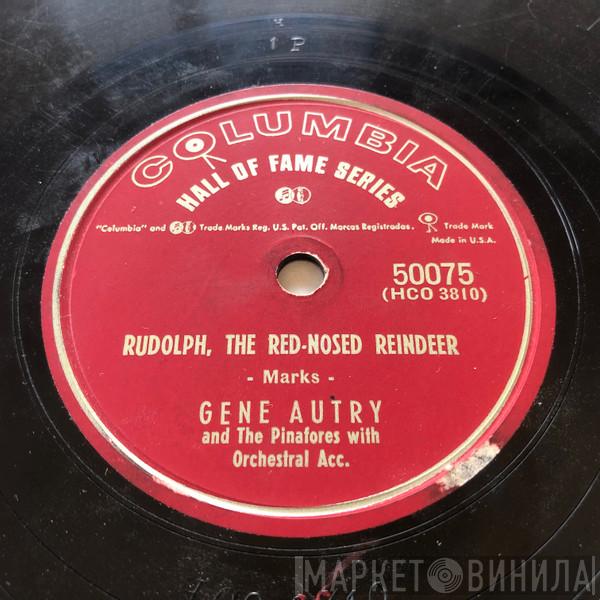 1 P
COLUMBIA
HALL OF FAME SERIES
"Columbia" and Trade Marks Reg. U.S. Pat. Off. Marcas Registradas. Trade Mark
Made in U.S.A.
50075
(HCO 3810)
RUDOLPH, THE RED-NOSED REINDEER
- Marks -
GENE AUTRY
and The Pinafores with
Orchestral Acc.
МАРКЕТ ВИНИЛА